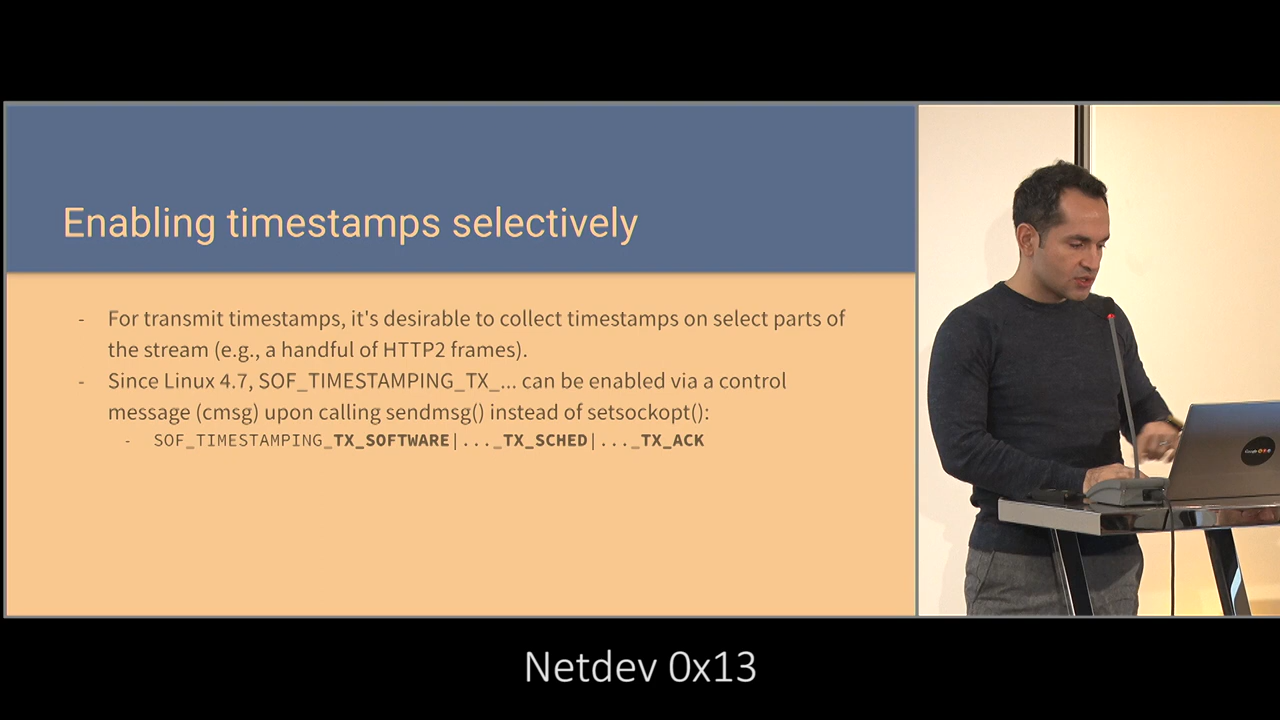 Enabling timestamps selectively
- For transmit timestamps, it's desirable to collect timestamps on select parts of
the stream (e.g., a handful of HTTP2 frames).
- Since Linux 4.7, SOF_TIMESTAMPING_TX_... can be enabled via a control
message (cmsg) upon calling sendmsg() instead of setsockopt():
- SOF_TIMESTAMPING_TX_SOFTWARE|..._TX_SCHED|..._TX_ACK
Google
Netdev 0x13